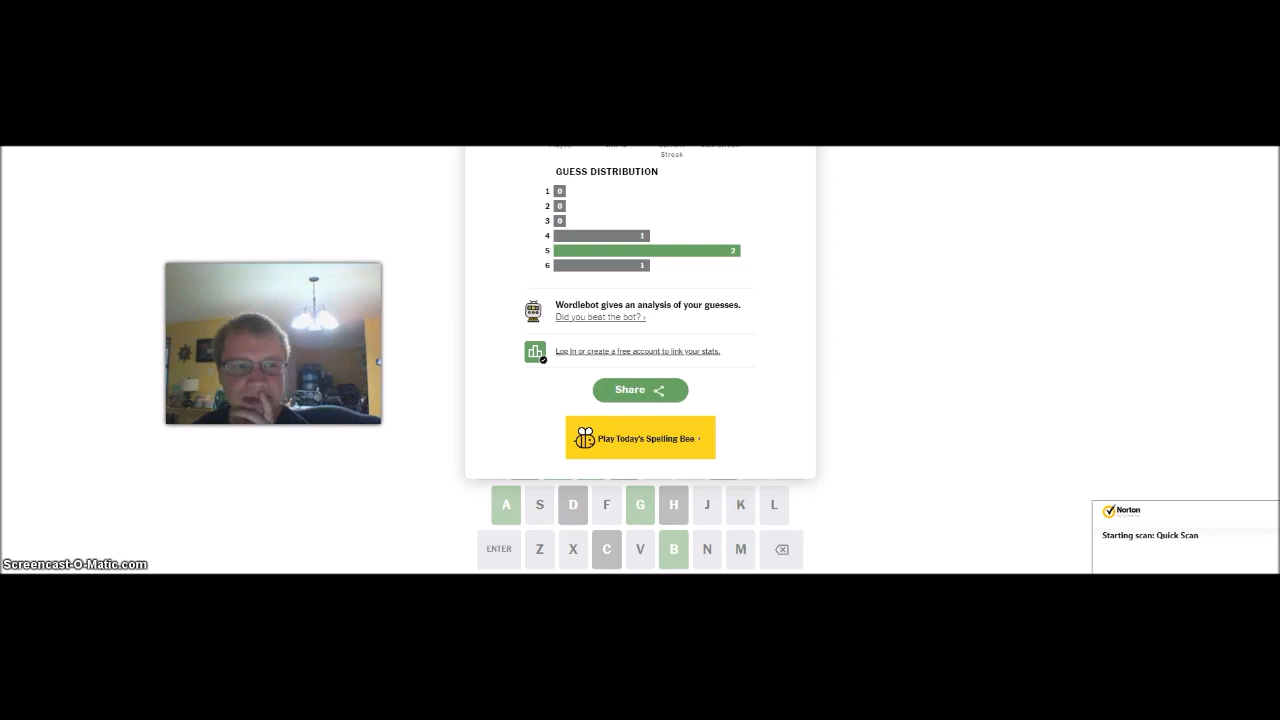 Streak
GUESS DISTRIBUTION
1 0
2 0
3 0
4 1
5 2
6 1
Wordlebot gives an analysis of your guesses.
Did you beat the bot? ›
Log In or create a free account to link your stats.
Share
Play Today's Spelling Bee ›
A S D F G H J K L
ENTER Z X C V B N M
Norton
Starting scan: Quick Scan
Screencast-O-Matic.com